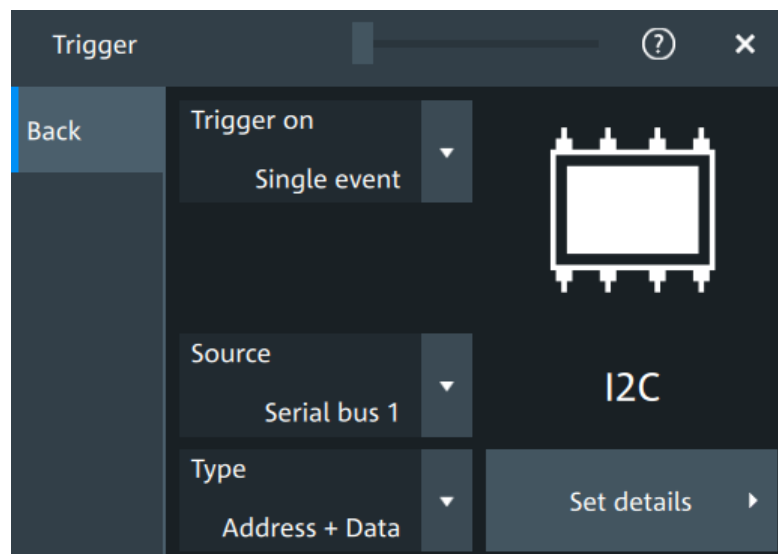 Trigger
?
Back
Trigger on
Single event
Source
Serial bus 1
I2C
Type
Address + Data
Set details